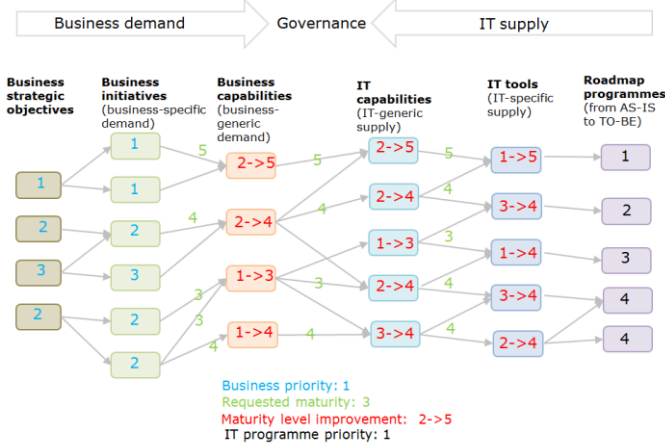 Business demand
Governance
IT supply
Business
strategic
objectives
Business
initiatives
(business-specific
demand)
Business
capabilities
(business-
generic
demand)
IT
capabilities
(IT-generic
supply)
IT tools
(IT-specific
supply)
Roadmap
programmes
(from AS-IS
to TO-BE)
1
2
3
2
1
1
2
3
2
2
5
4
3
3
4
2->5
2->4
1->3
1->4
5
4
3
4
2->5
2->4
1->3
2->4
3->4
5
4
3
4
4
1->5
3->4
1->4
3->4
2->4
1
2
3
4
4
Business priority: 1
Requested maturity: 3
Maturity level improvement: 2->5
IT programme priority: 1